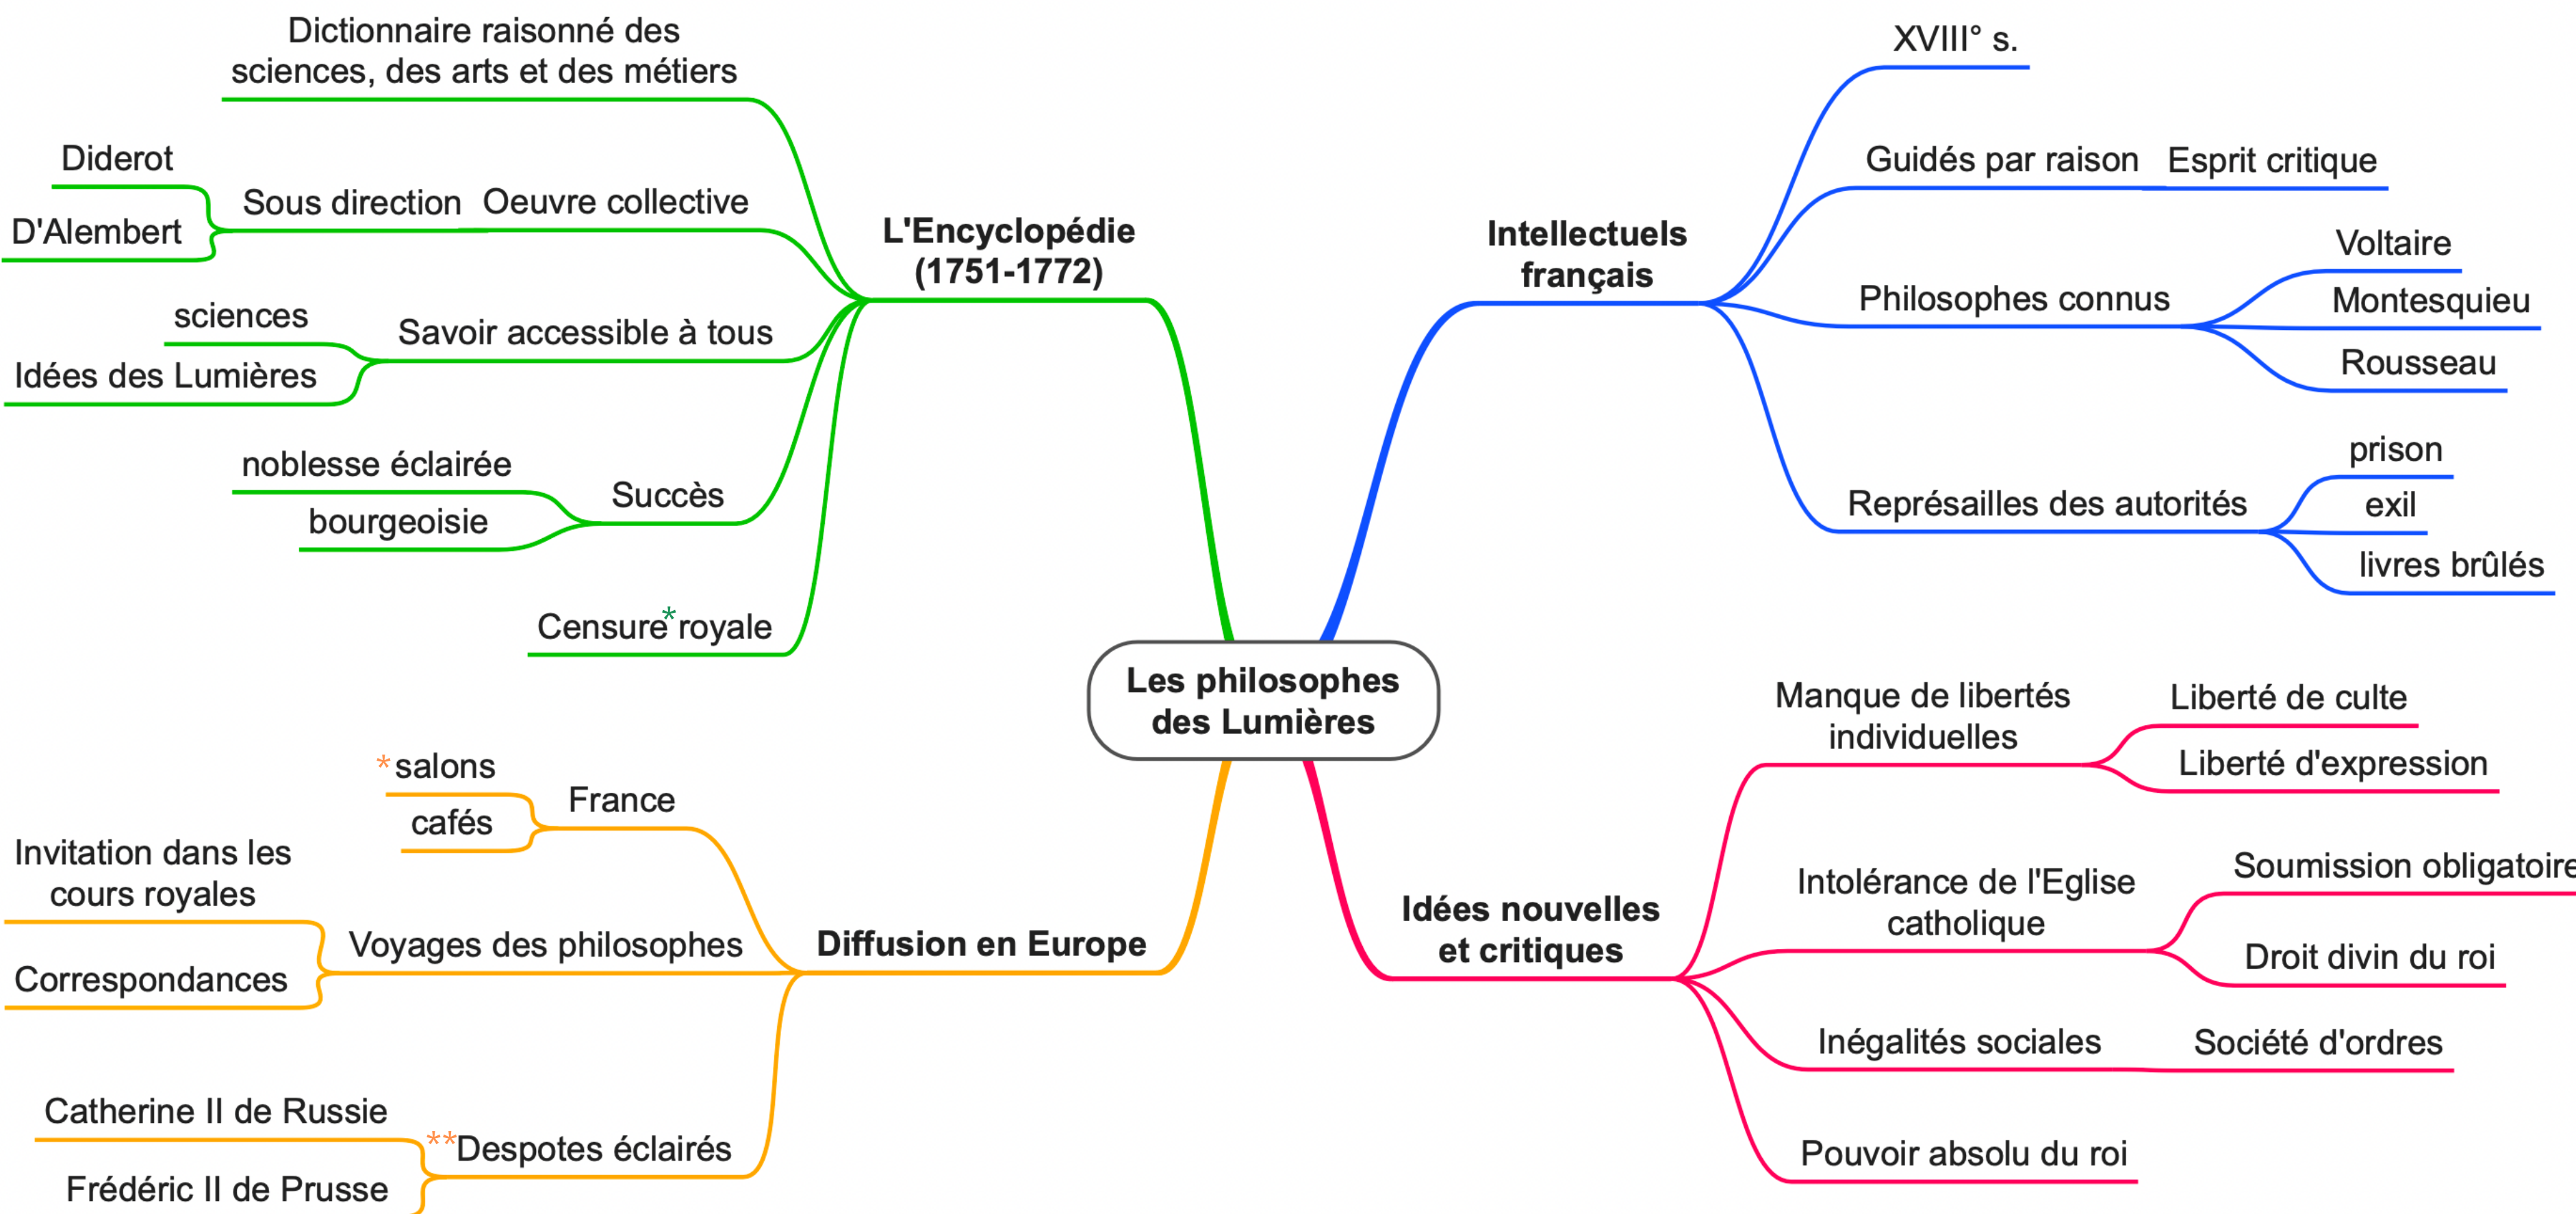 Les philosophes
des Lumières
L'Encyclopédie
(1751-1772)
Dictionnaire raisonné des
sciences, des arts et des métiers
Oeuvre collective
Sous direction
Diderot
D'Alembert
Savoir accessible à tous
sciences
Idées des Lumières
Succès
noblesse éclairée
bourgeoisie
Censure* royale
Intellectuels
français
XVIII° s.
Guidés par raison
Esprit critique
Philosophes connus
Voltaire
Montesquieu
Rousseau
Représailles des autorités
prison
exil
livres brûlés
Diffusion en Europe
France
*salons
cafés
Voyages des philosophes
Invitation dans les
cours royales
Correspondances
**Despotes éclairés
Catherine II de Russie
Frédéric II de Prusse
Idées nouvelles
et critiques
Manque de libertés
individuelles
Liberté de culte
Liberté d'expression
Intolérance de l'Eglise
catholique
Soumission obligatoire
Droit divin du roi
Inégalités sociales
Société d'ordres
Pouvoir absolu du roi